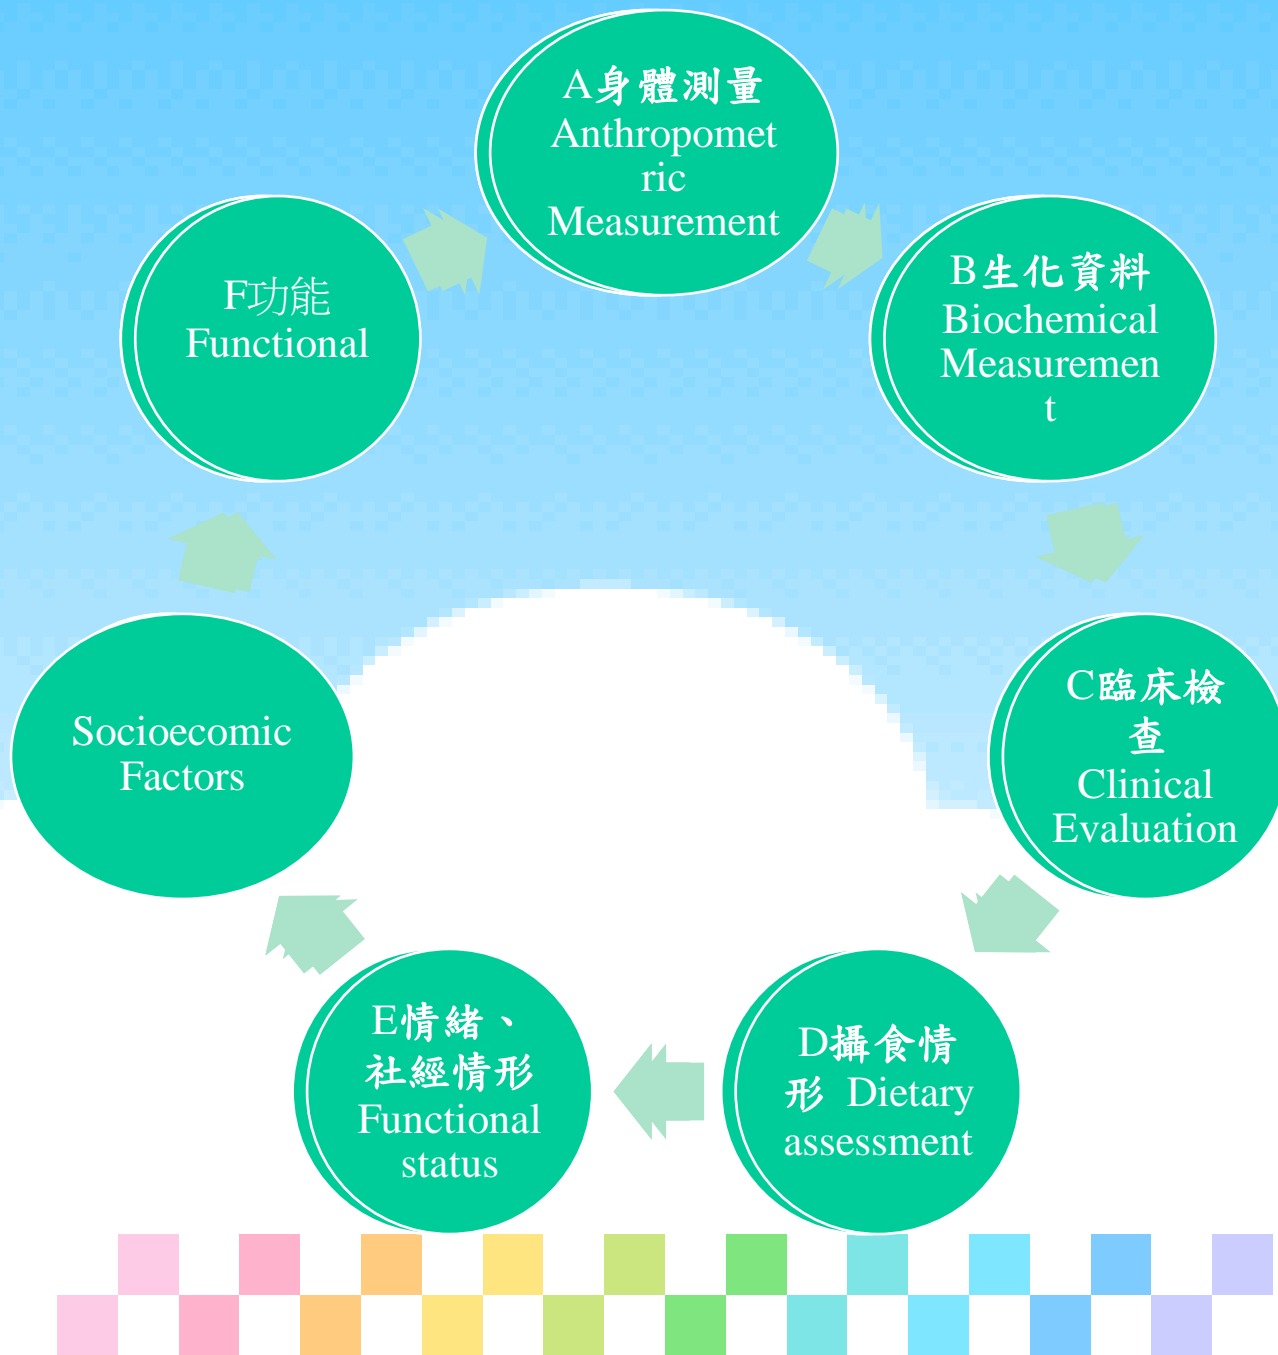 A身體測量
Anthropomet
ric
Measurement
B生化資料
Biochemical
Measuremen
t
C臨床檢
查
Clinical
Evaluation
D攝食情
形 Dietary
assessment
E情緒、
社經情形
Functional
status
Socioecomic
Factors
F功能
Functional